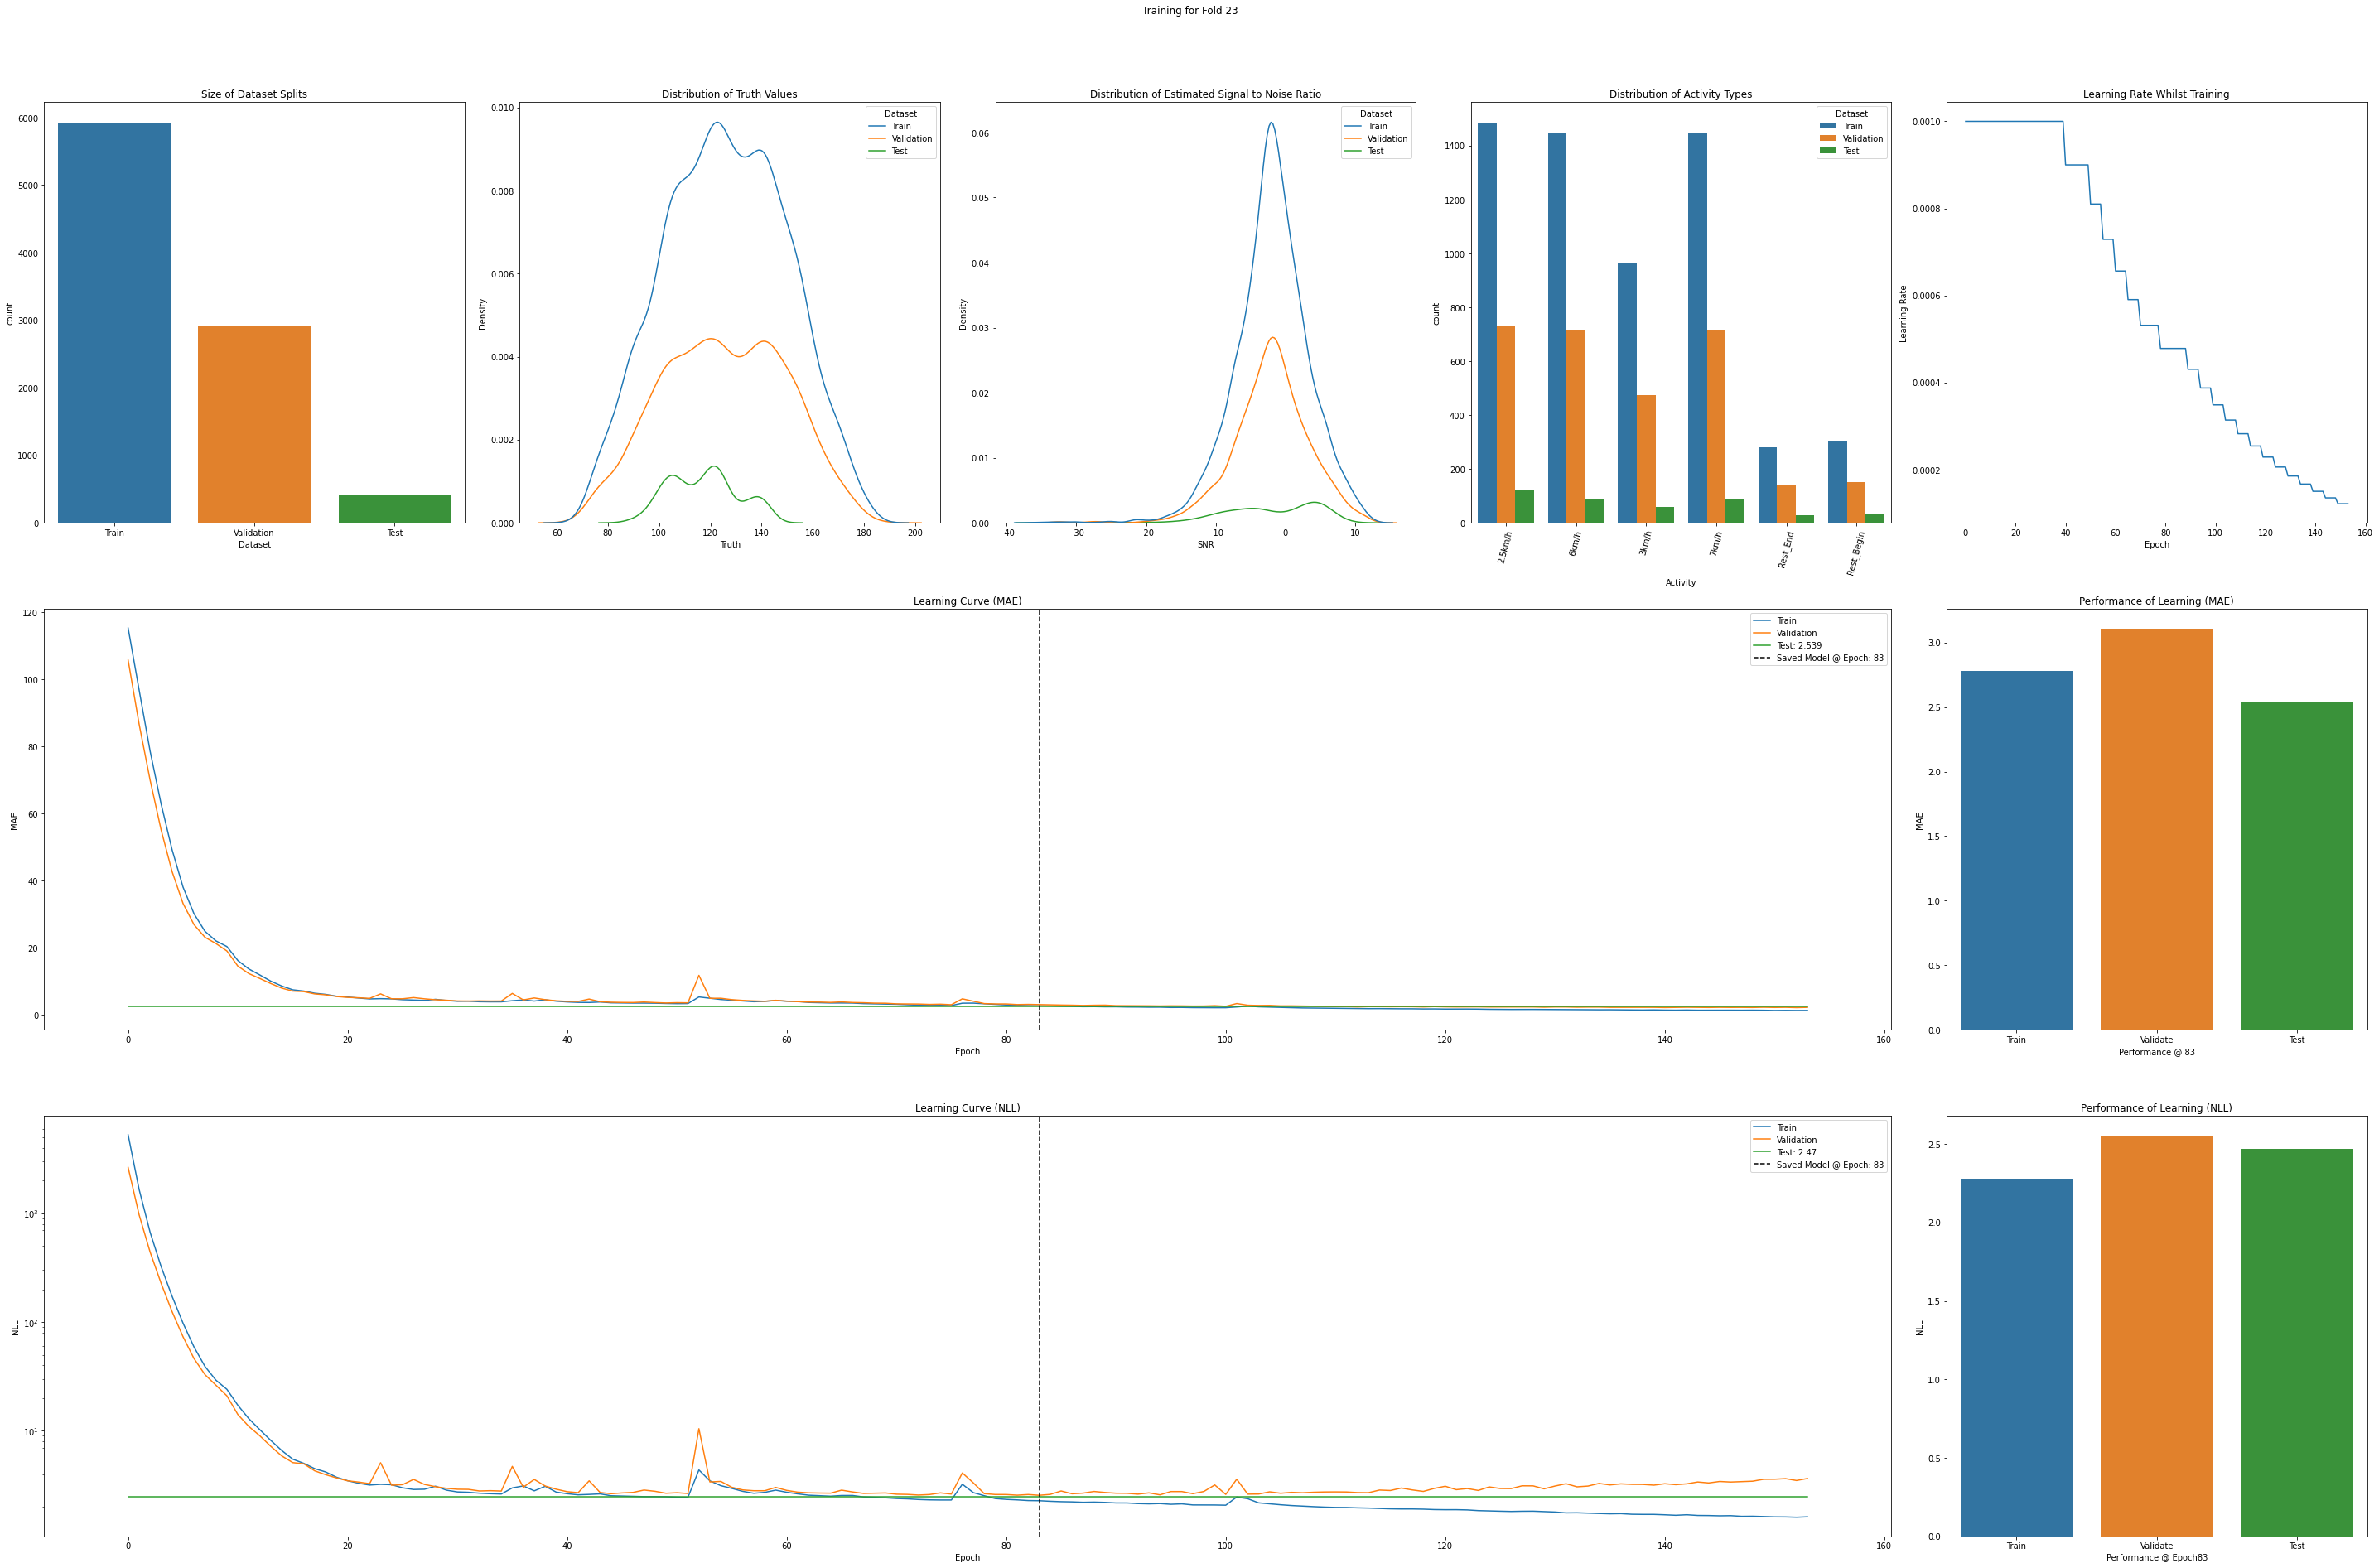 Training for Fold 23
Size of Dataset Splits
count
6000
5000
4000
3000
2000
1000
0
Train Validation Test
Dataset
Distribution of Truth Values
Density
0.010
0.008
0.006
0.004
0.002
0.000
60 80 100 120 140 160 180 200
Truth
Dataset
Train
Validation
Test
Distribution of Estimated Signal to Noise Ratio
Density
0.06
0.05
0.04
0.03
0.02
0.01
0.00
−40 −30 −20 −10 0 10
SNR
Dataset
Train
Validation
Test
Distribution of Activity Types
count
1400
1200
1000
800
600
400
200
0
2.5km/h 6km/h 3km/h 7km/h Rest_End Rest_Begin
Activity
Dataset
Train
Validation
Test
Learning Rate Whilst Training
Learning Rate
0.0010
0.0008
0.0006
0.0004
0.0002
0 20 40 60 80 100 120 140 160
Epoch
Learning Curve (MAE)
MAE
120
100
80
60
40
20
0
0 20 40 60 80 100 120 140 160
Epoch
Train
Validation
Test: 2.539
Saved Model @ Epoch: 83
Performance of Learning (MAE)
MAE
3.0
2.5
2.0
1.5
1.0
0.5
0.0
Train Validate Test
Performance @ 83
Learning Curve (NLL)
NLL
10³
10²
10¹
0 20 40 60 80 100 120 140 160
Epoch
Train
Validation
Test: 2.47
Saved Model @ Epoch: 83
Performance of Learning (NLL)
NLL
2.5
2.0
1.5
1.0
0.5
0.0
Train Validate Test
Performance @ Epoch83